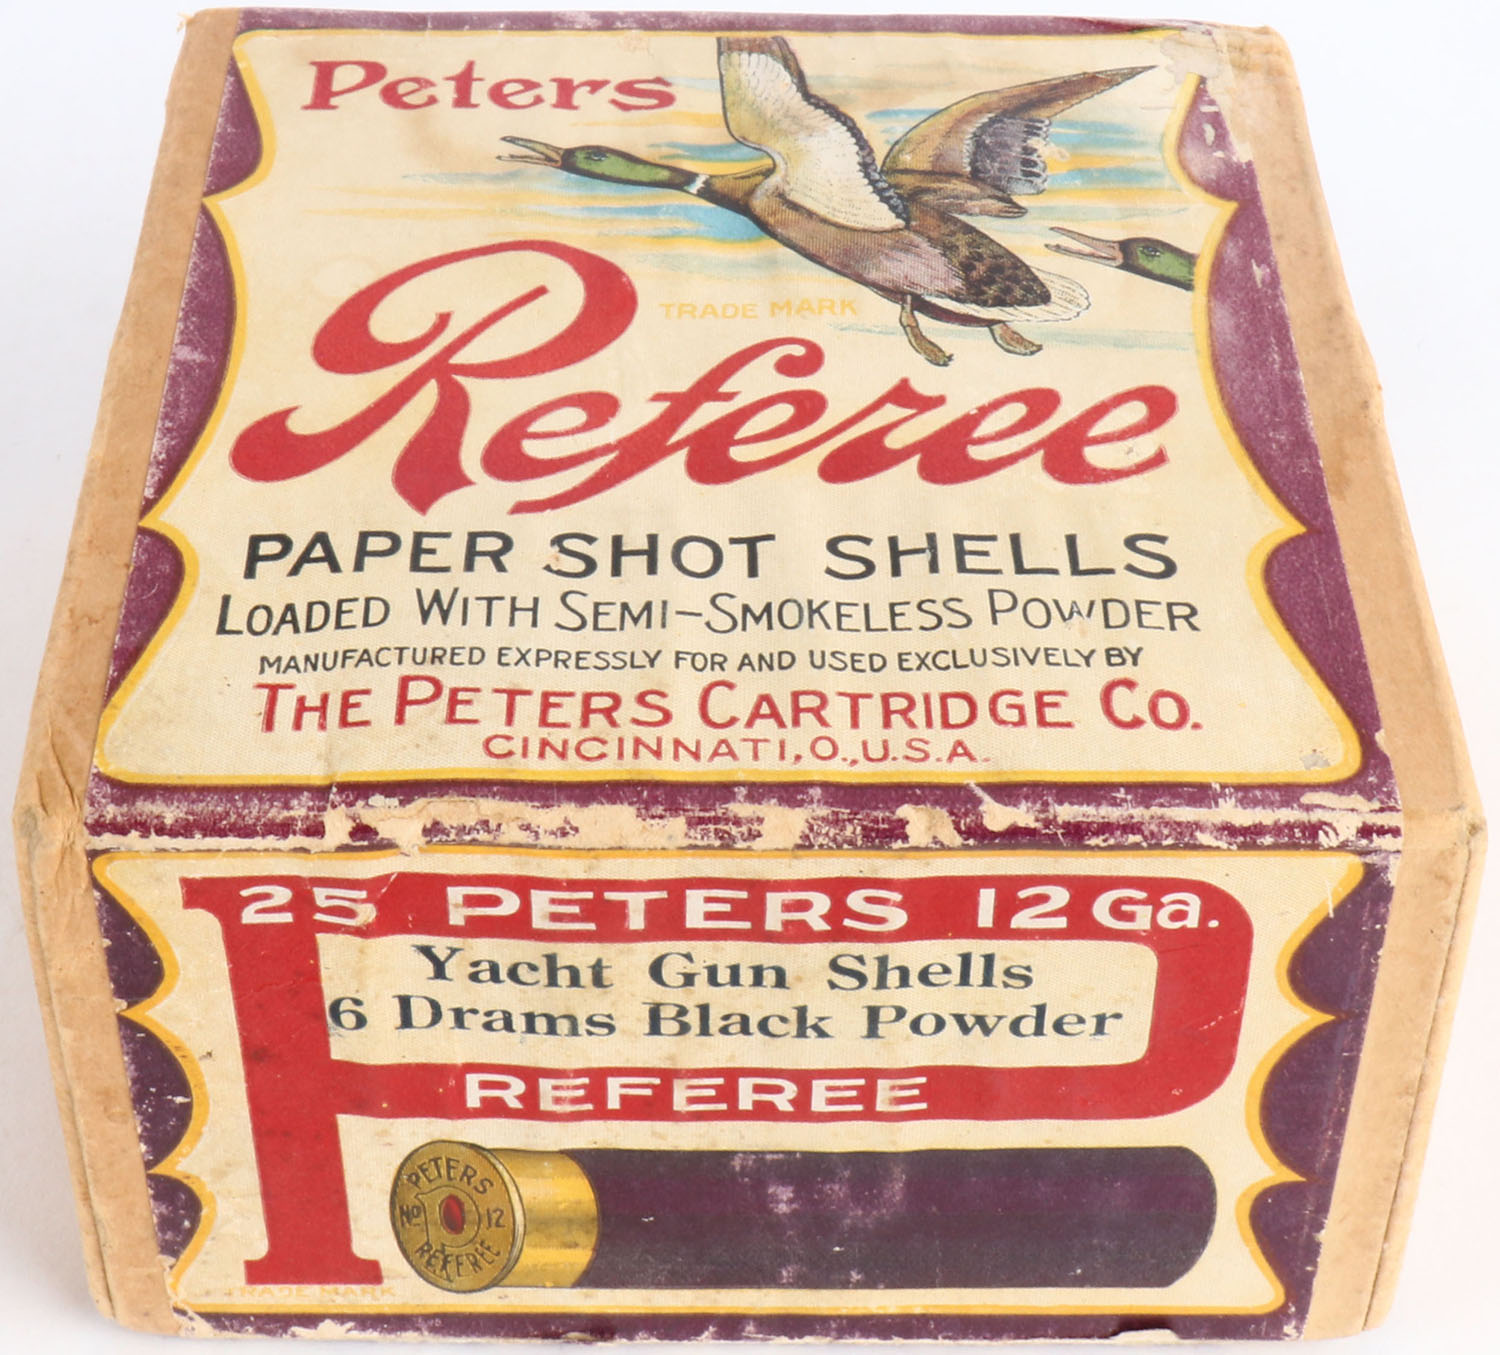 Peters
TRADE MARK
Referee
PAPER SHOT SHELLS
LOADED WITH SEMI-SMOKELESS POWDER
MANUFACTURED EXPRESSLY FOR AND USED EXCLUSIVELY BY
THE PETERS CARTRIDGE CO.
CINCINNATI, O., U.S.A.
25 PETERS 12 Ga.
Yacht Gun Shells
6 Drams Black Powder
REFEREE
PETERS
No 12
REFEREE
TRADE MARK